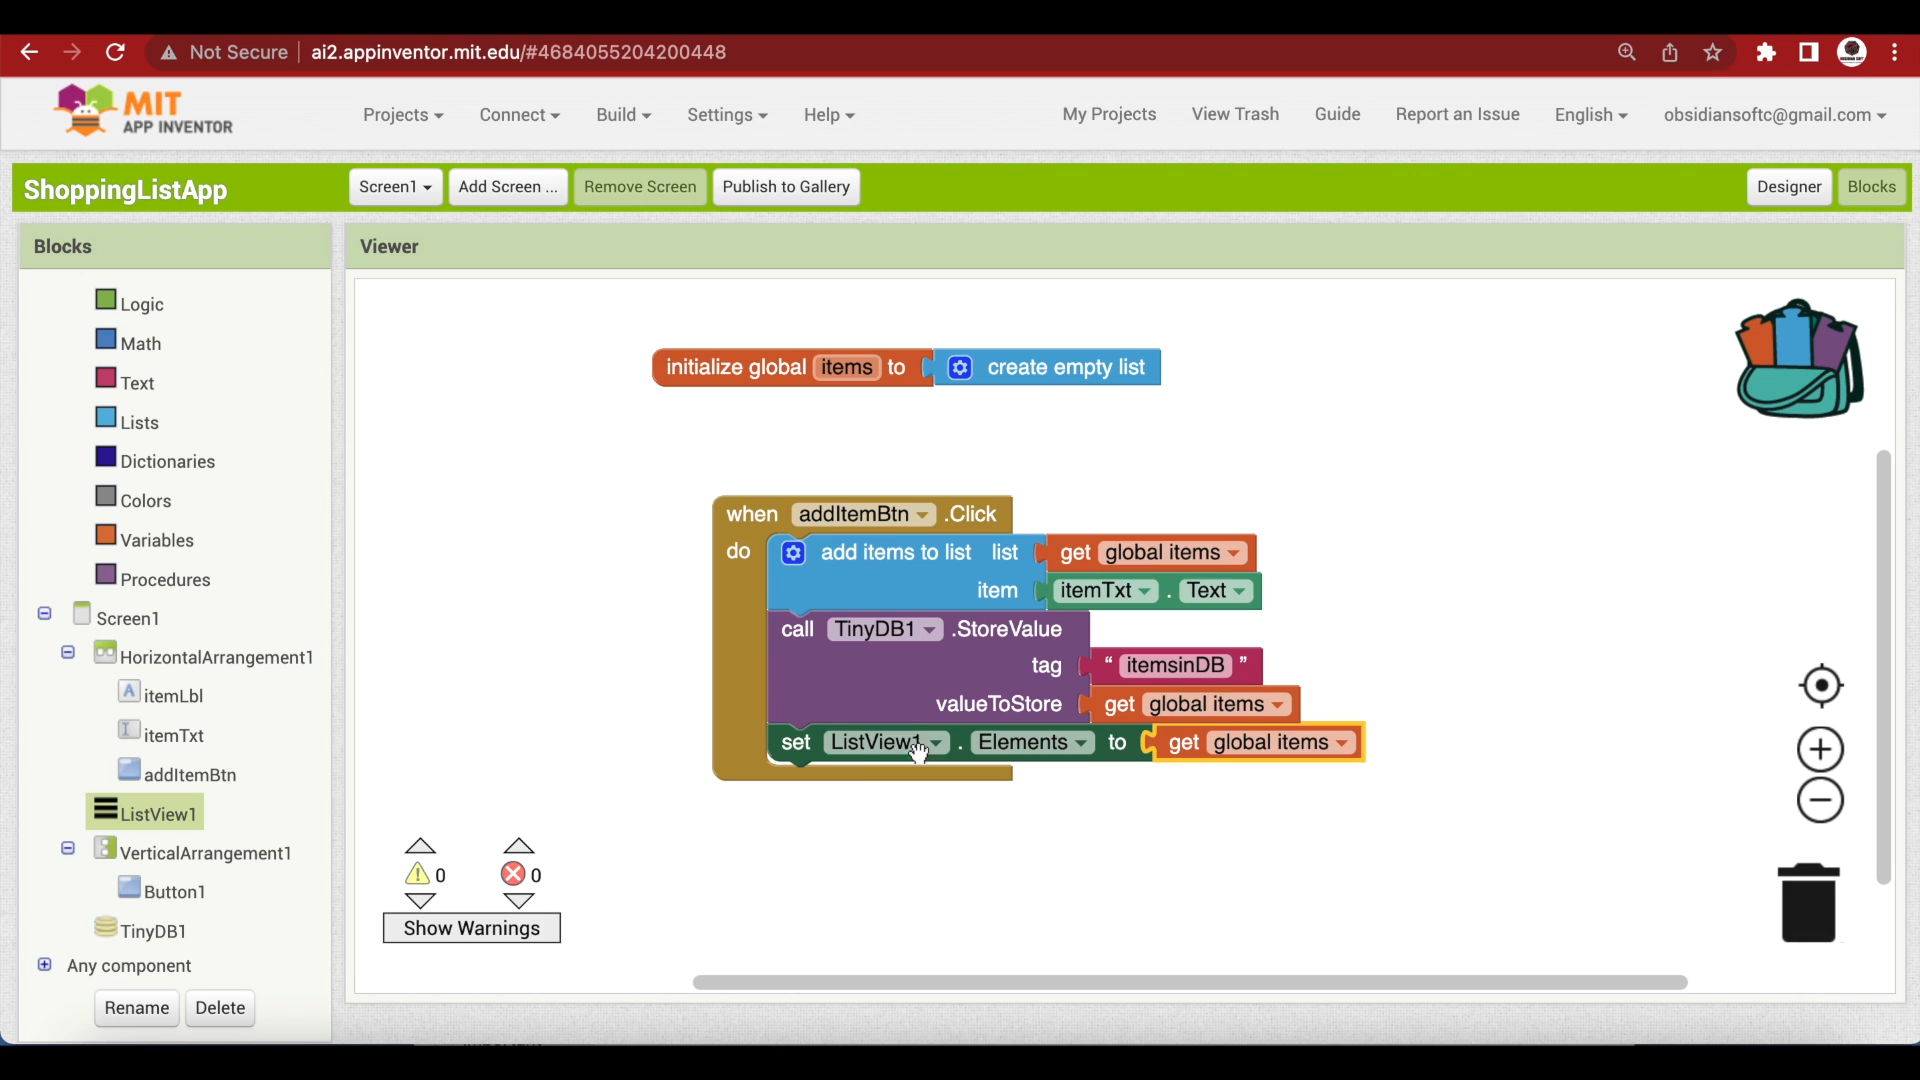 Not Secure | ai2.appinventor.mit.edu/#4684055204200448
MIT
APP INVENTOR
Projects Connect Build Settings Help My Projects View Trash Guide Report an Issue English obsidiansoftc@gmail.com
ShoppingListApp Screen1 Add Screen ... Remove Screen Publish to Gallery Designer Blocks
Blocks
Viewer
Logic
Math
Text
Lists
Dictionaries
Colors
Variables
Procedures
Screen1
HorizontalArrangement1
itemLbl
itemTxt
addItemBtn
ListView1
VerticalArrangement1
Button1
TinyDB1
Any component
Rename Delete
initialize global items to create empty list
when addItemBtn .Click
do add items to list list get global items
item itemTxt . Text
call TinyDB1 .StoreValue
tag “ itemsinDB ”
valueToStore get global items
set ListView1 . Elements to get global items
0 0
Show Warnings